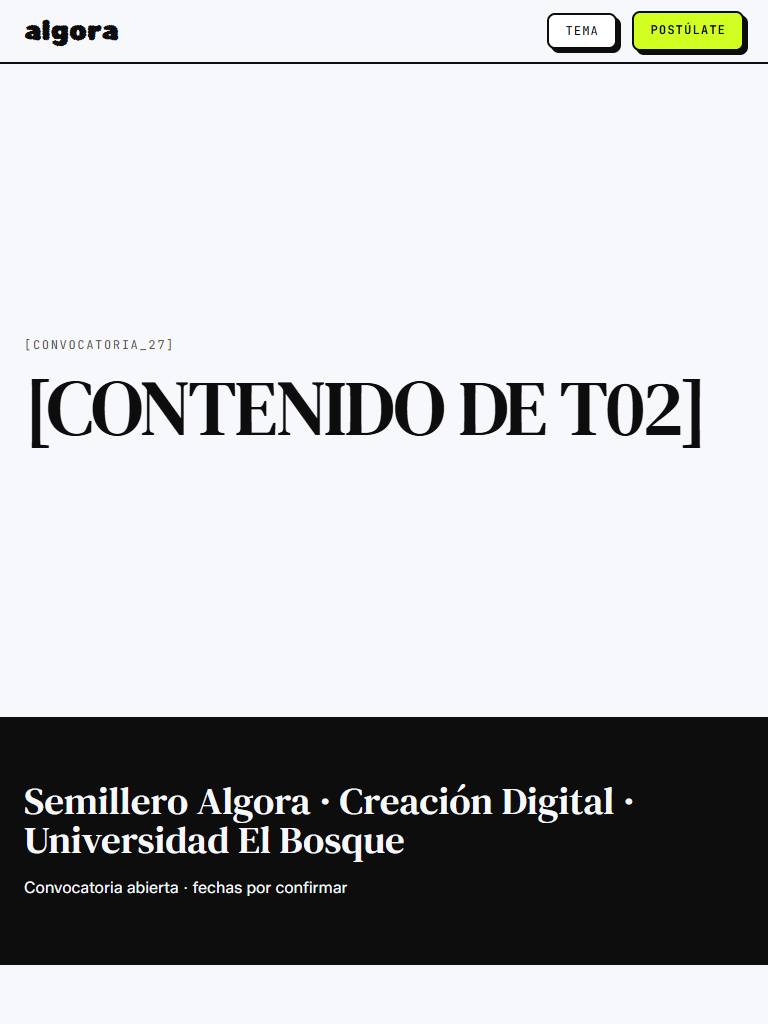 algora
TEMA
POSTÚLATE
[CONVOCATORIA_27]
[CONTENIDO DE T02]
Semillero Algora · Creación Digital ·
Universidad El Bosque
Convocatoria abierta · fechas por confirmar